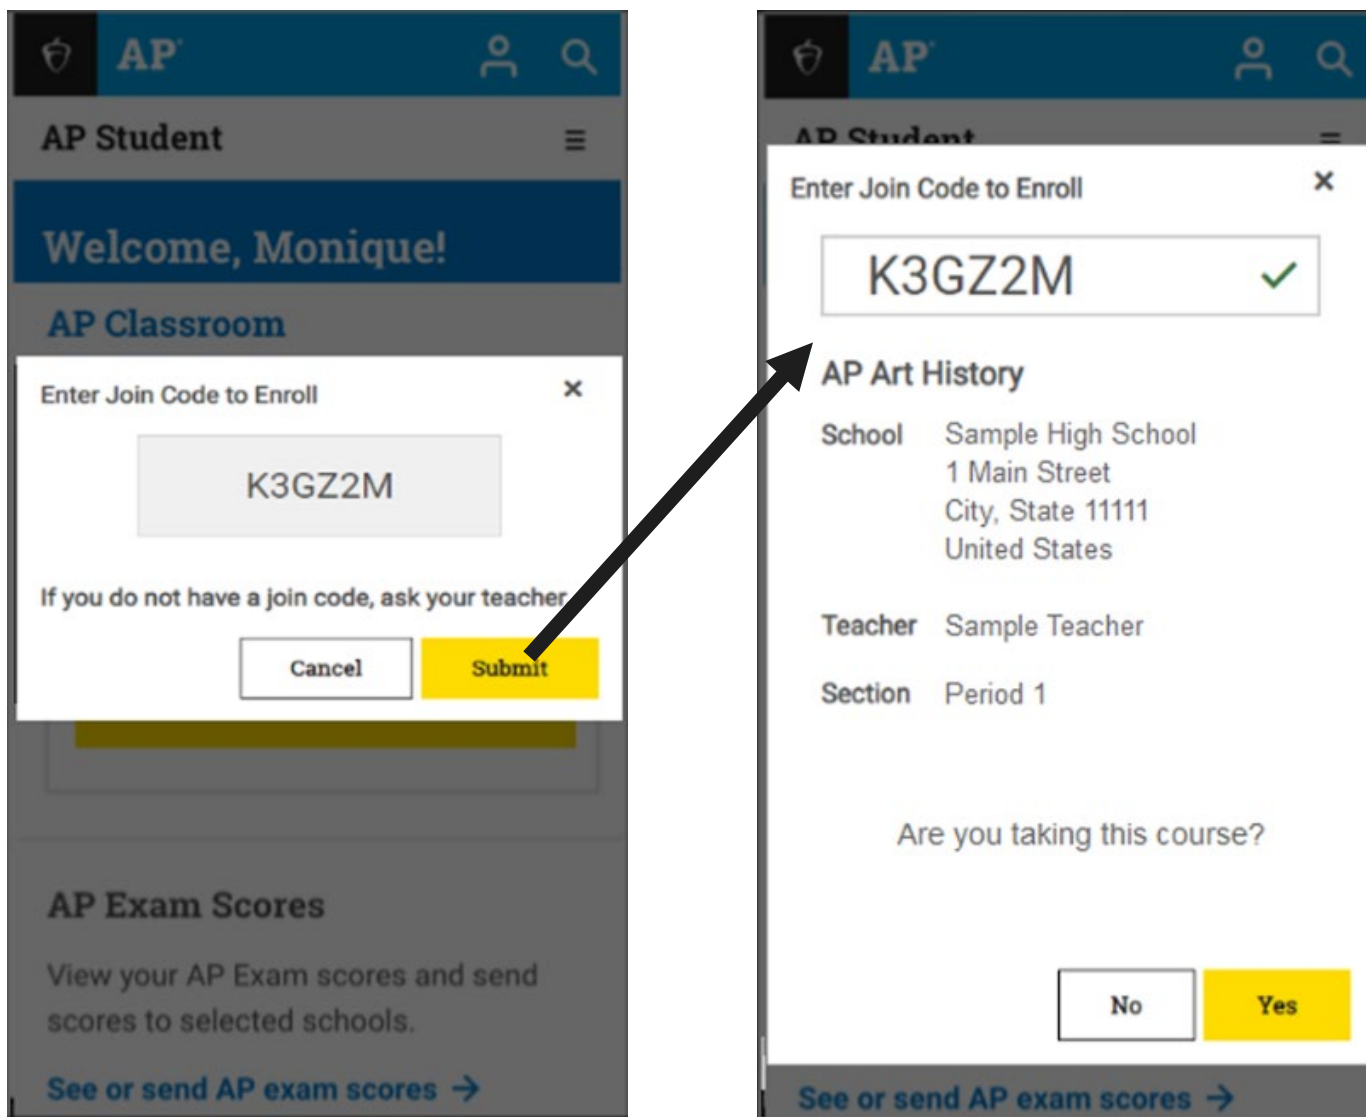 AP
AP Student
Welcome, Monique!
AP Classroom
Enter Join Code to Enroll
K3GZ2M
If you do not have a join code, ask your teacher
Cancel
Submit
AP Exam Scores
View your AP Exam scores and send
scores to selected schools.
See or send AP exam scores →
AP
AP Student
Enter Join Code to Enroll
K3GZ2M
AP Art History
School Sample High School
1 Main Street
City, State 11111
United States
Teacher Sample Teacher
Section Period 1
Are you taking this course?
No
Yes
See or send AP exam scores →